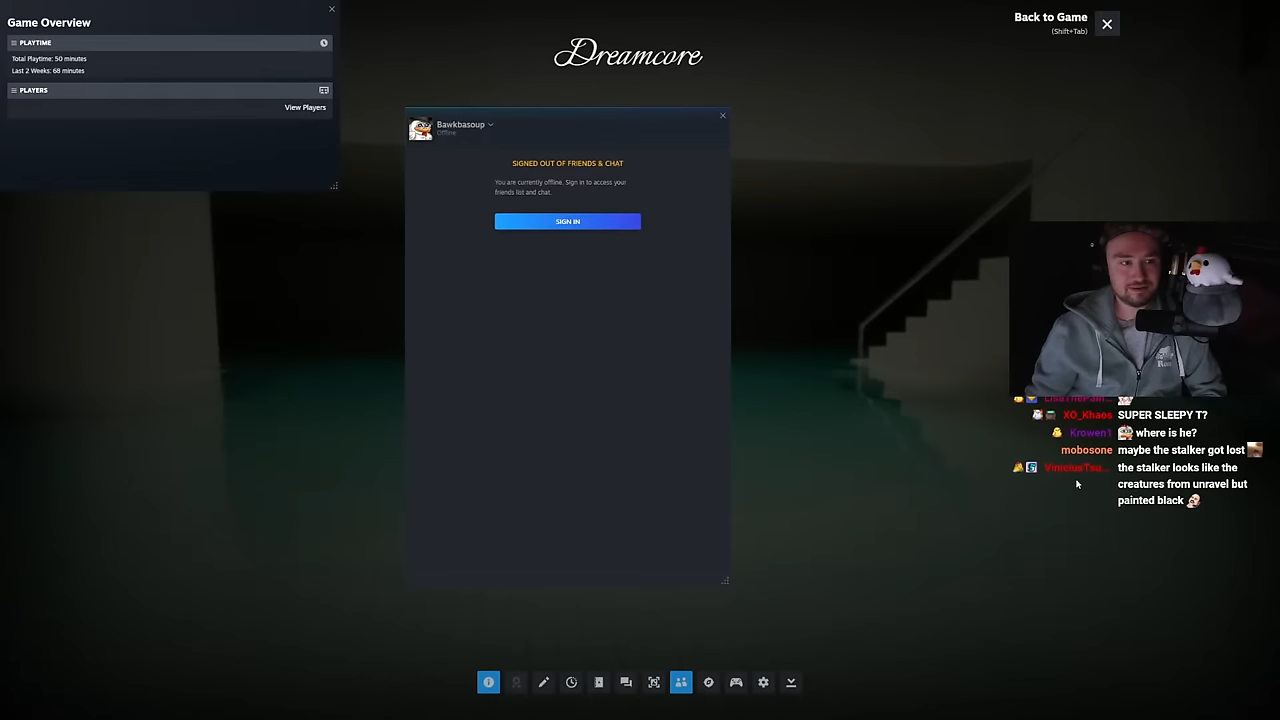 Game Overview
PLAYTIME
Total Playtime: 50 minutes
Last 2 Weeks: 68 minutes
PLAYERS
View Players
Dreamcore
Back to Game
(Shift+Tab)
Bawkbasoup
Offline
SIGNED OUT OF FRIENDS & CHAT
You are currently offline. Sign in to access your
friends list and chat.
SIGN IN
XO_Khaos SUPER SLEEPY T?
Krowen1 where is he?
mobosone maybe the stalker got lost
ViniciusTsu... the stalker looks like the
creatures from unravel but
painted black